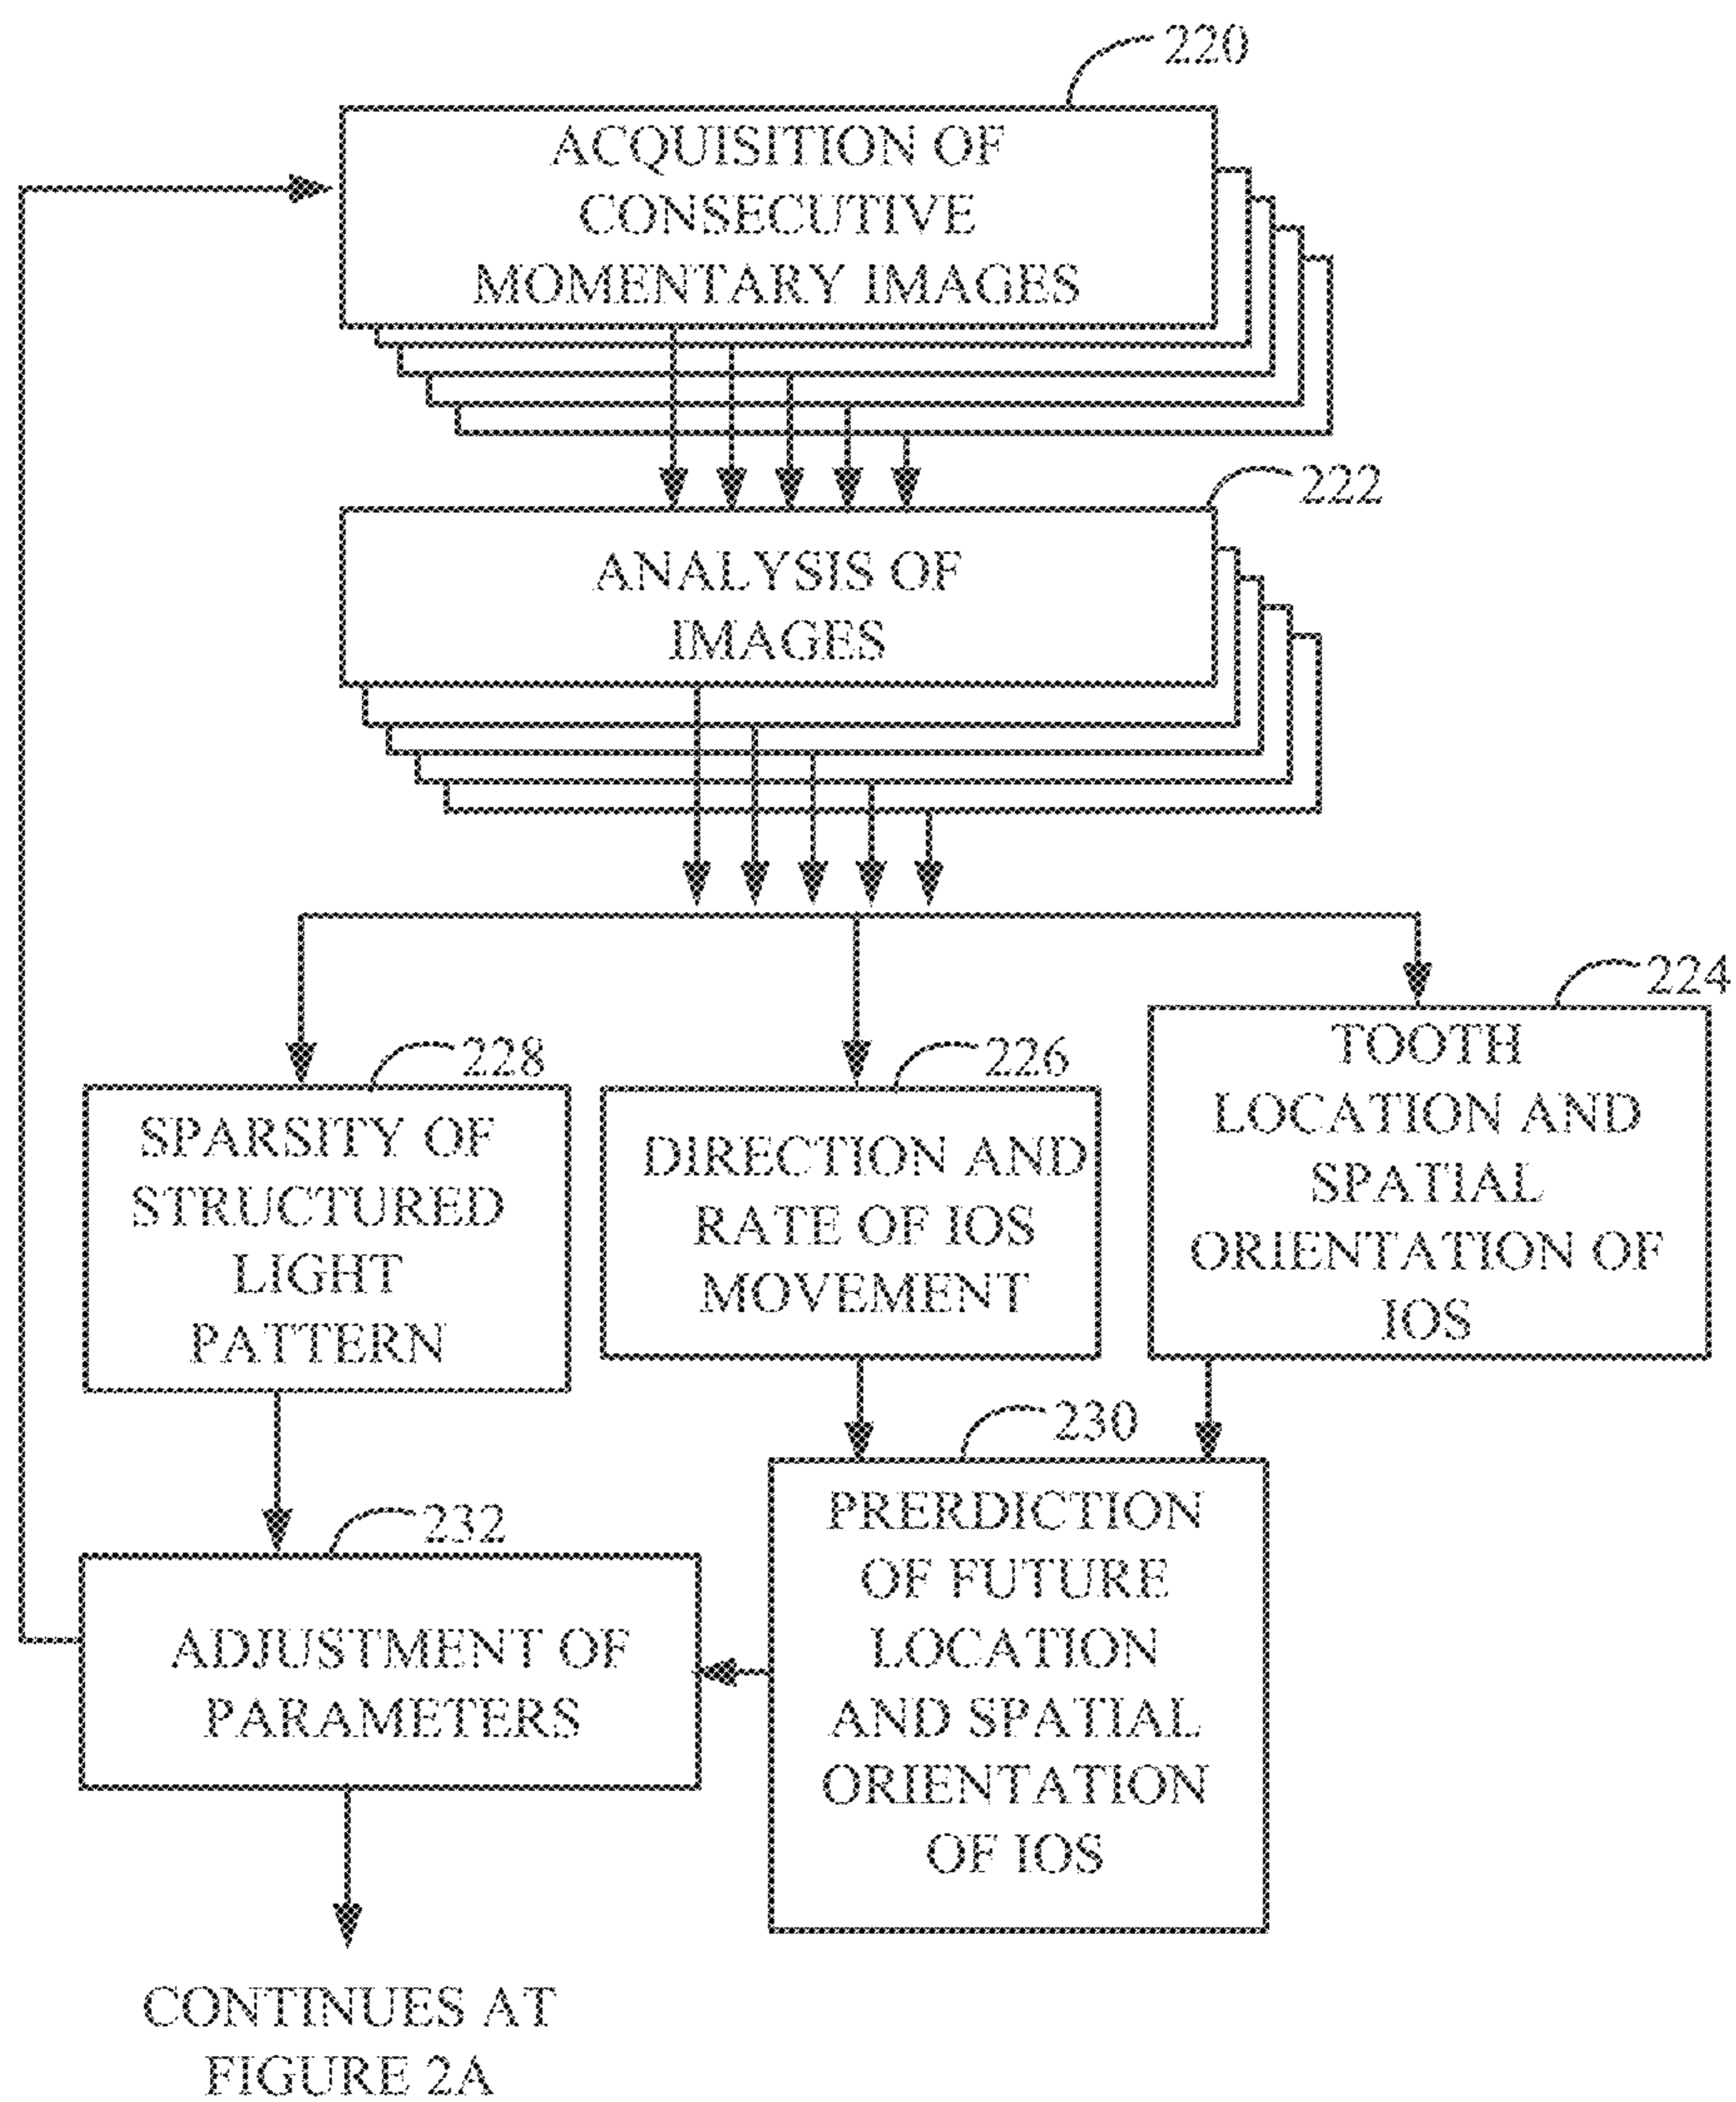 220
ACQUISITION OF
CONSECUTIVE
MOMENTARY IMAGES
222
ANALYSIS OF
IMAGES
224
TOOTH
LOCATION AND
SPATIAL
ORIENTATION OF
IOS
226
DIRECTION AND
RATE OF IOS
MOVEMENT
228
SPARSITY OF
STRUCTURED
LIGHT
PATTERN
230
PRERDICTION
OF FUTURE
LOCATION
AND SPATIAL
ORIENTATION
OF IOS
232
ADJUSTMENT OF
PARAMETERS
CONTINUES AT
FIGURE 2A